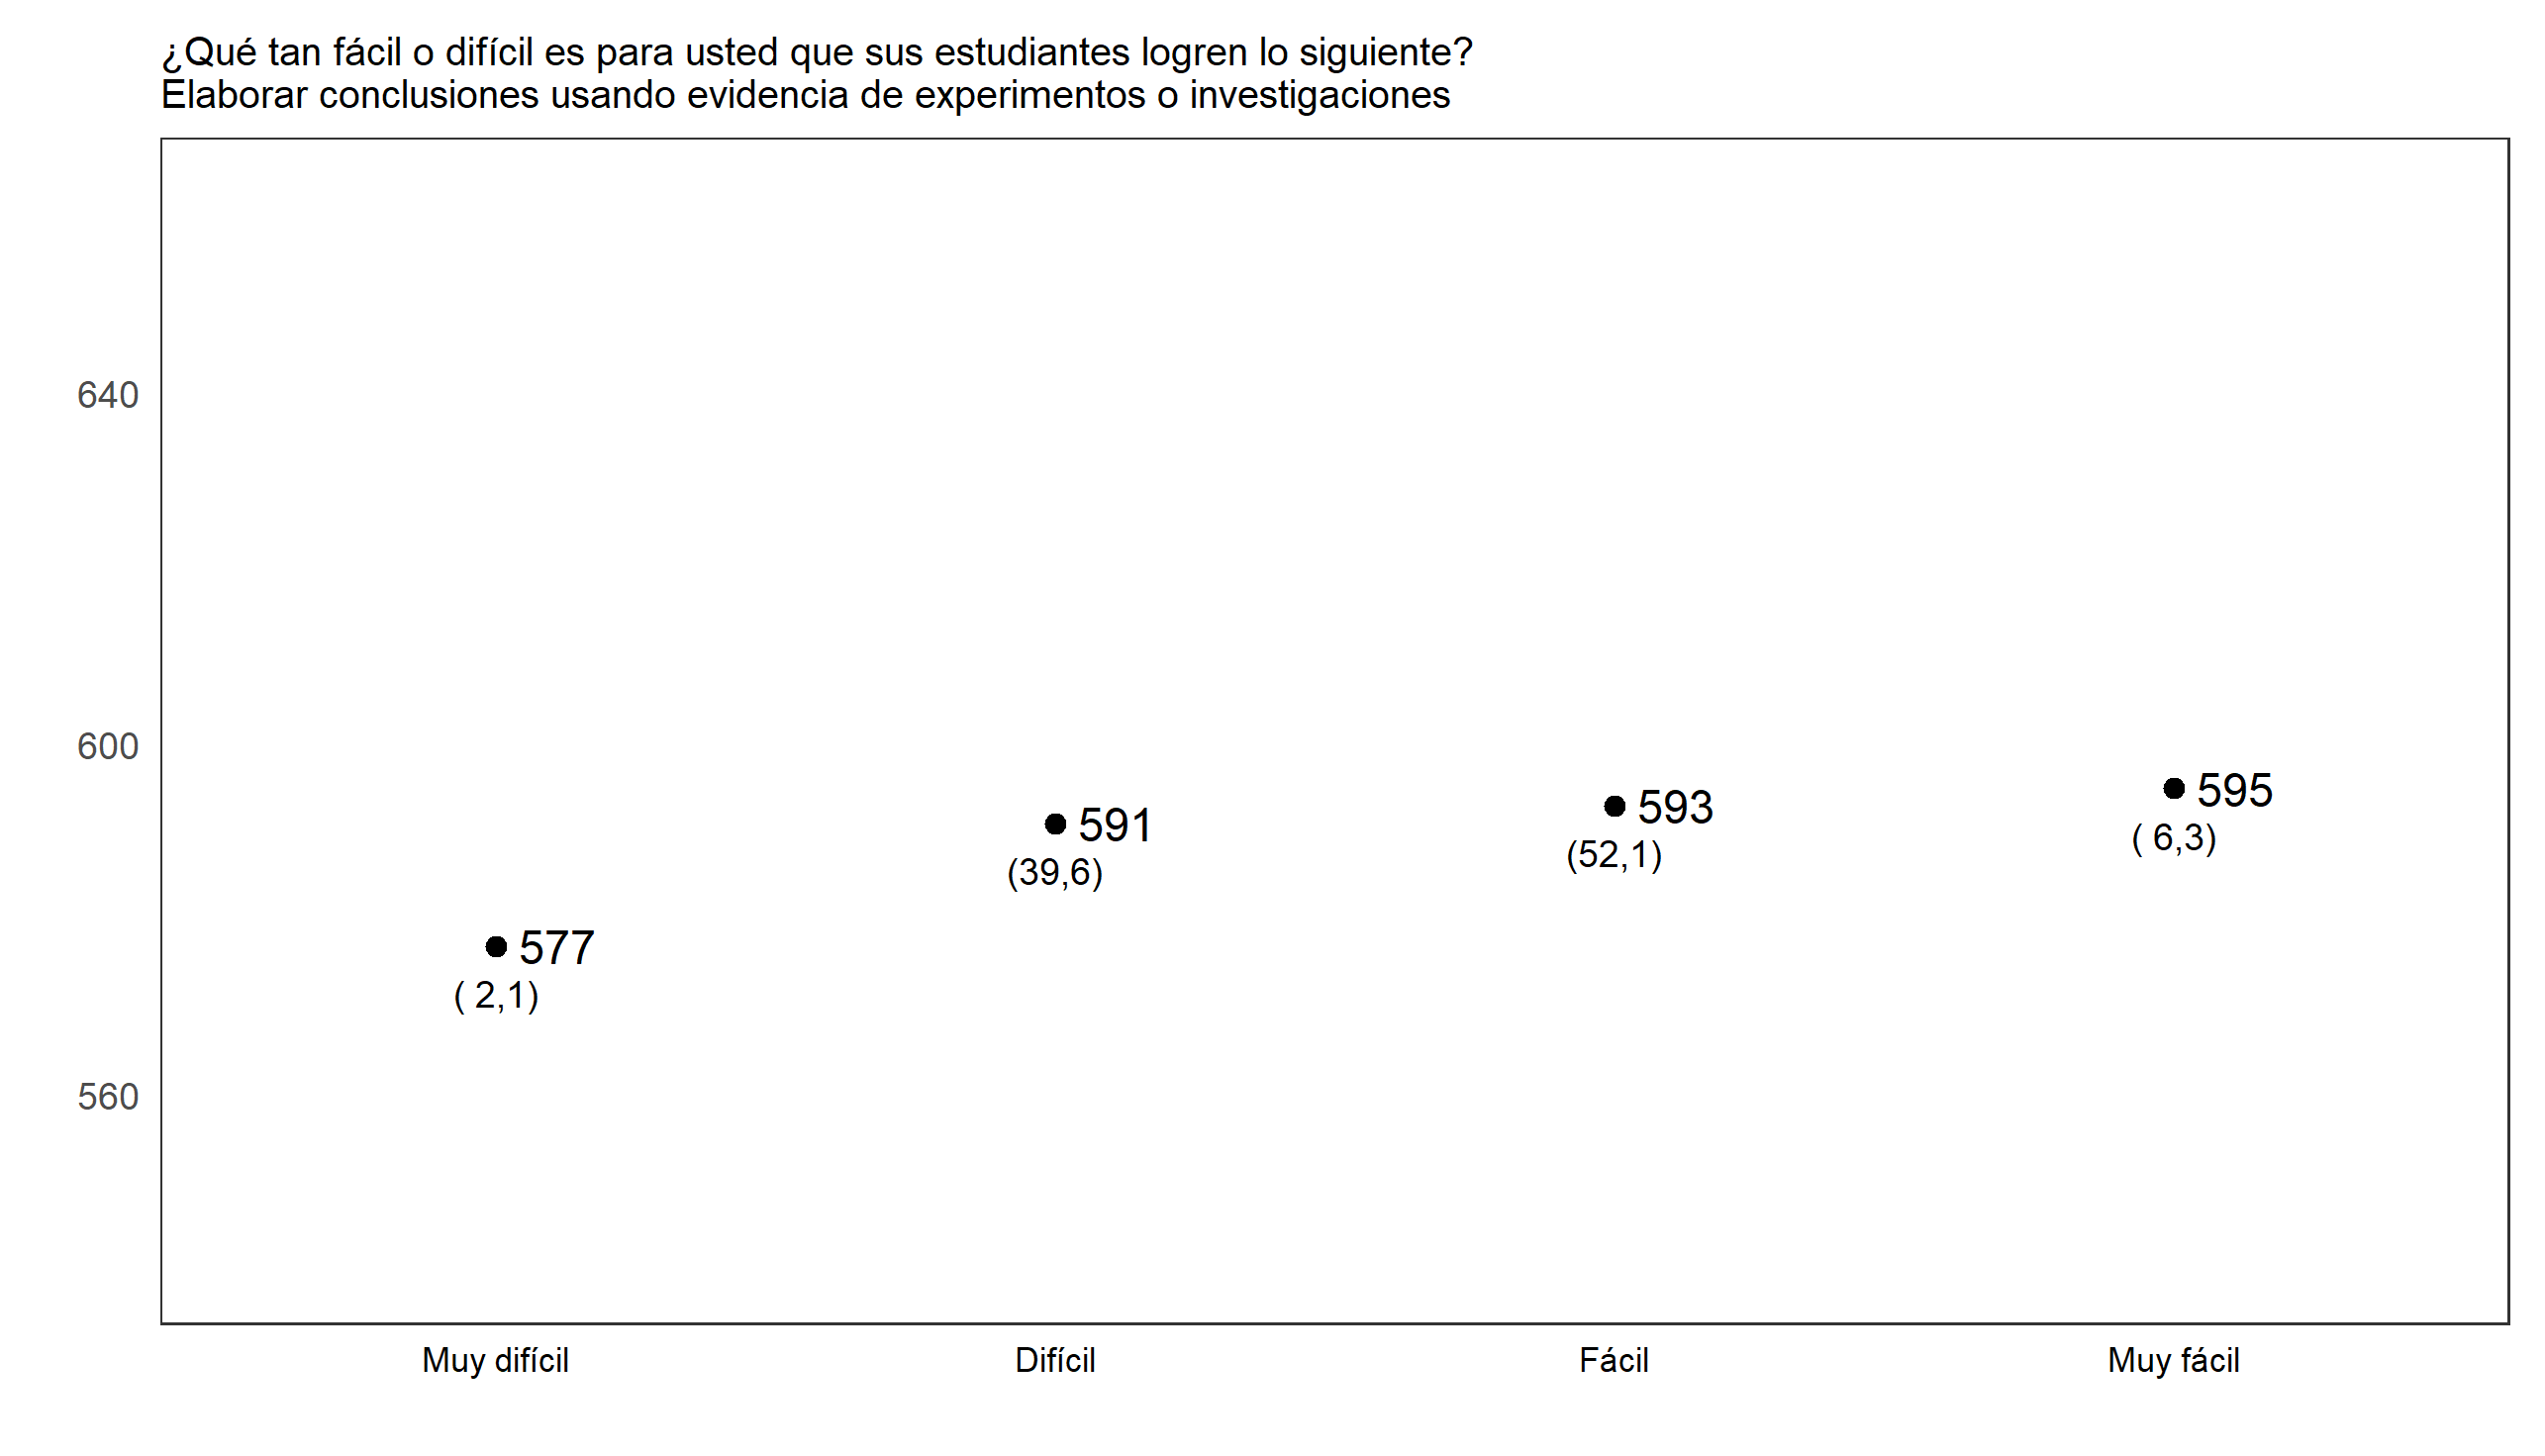 ¿Qué tan fácil o difícil es para usted que sus estudiantes logren lo siguiente?
Elaborar conclusiones usando evidencia de experimentos o investigaciones
640
600
560
577
( 2,1)
591
(39,6)
593
(52,1)
595
( 6,3)
Muy difícil
Difícil
Fácil
Muy fácil